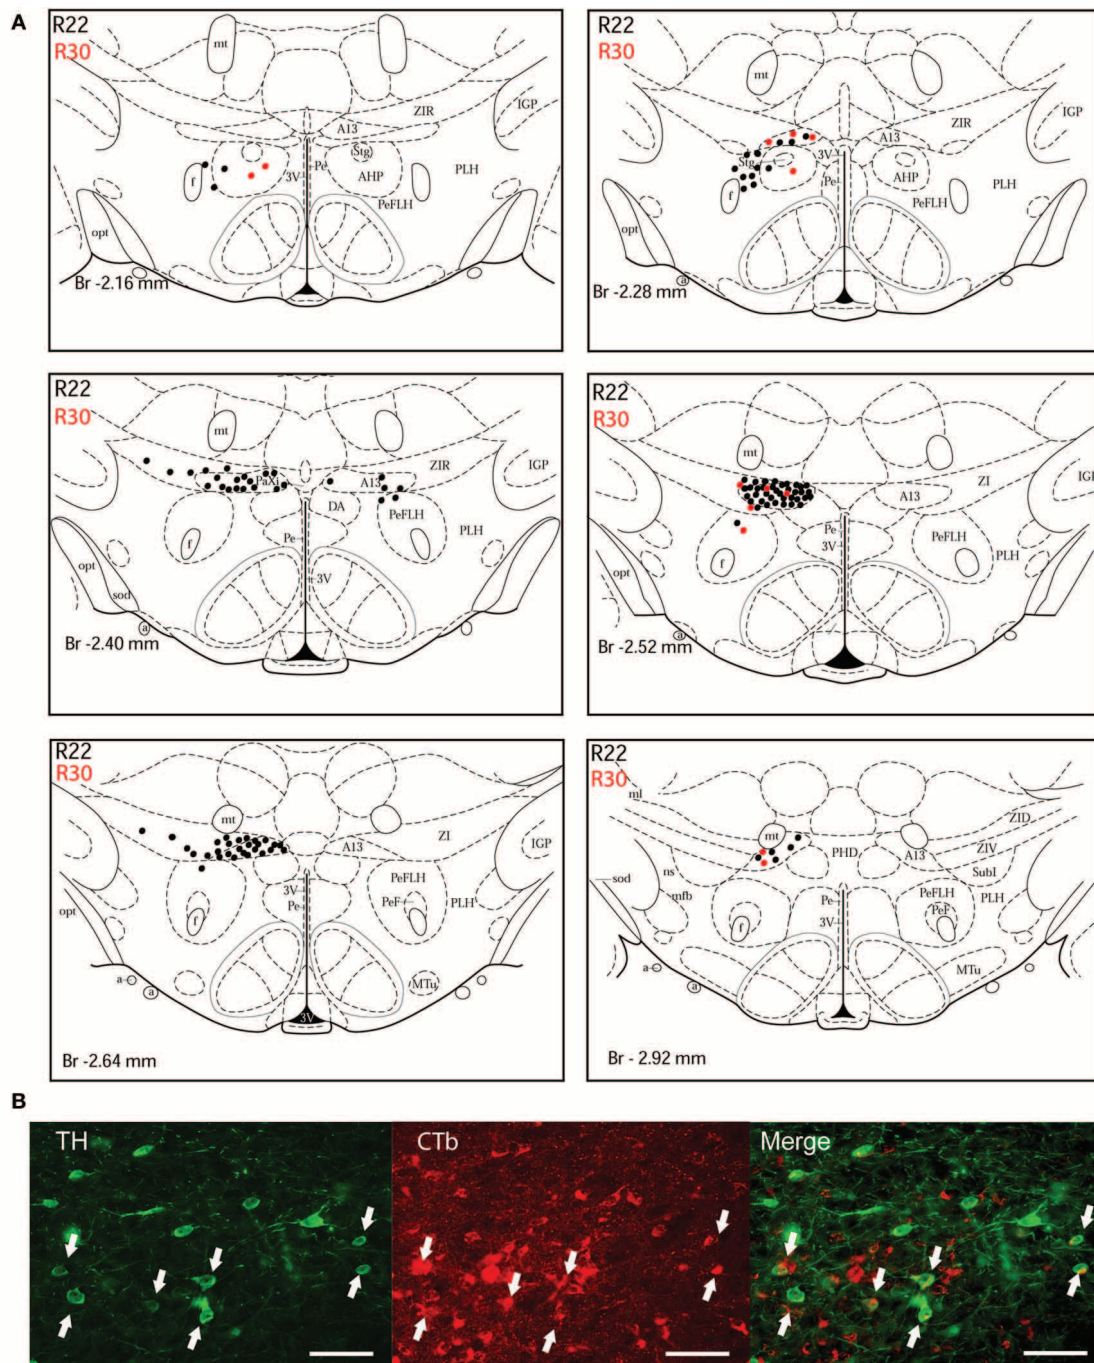 A
R22
R30
mt
ZIR
IGP
A13
Stg
Pe
3V
AHP
PLH
f
PeFLH
opt
Br -2.16 mm
R22
R30
mt
IGP
ZIR
A13
Stg
3V
Pe
AHP
PLH
f
PeFLH
opt
a
Br -2.28 mm
R22
R30
mt
ZIR
IGP
PaXi
A13
DA
PeFLH
PLH
f
Pe
opt
3V
sod
a
Br -2.40 mm
R22
R30
mt
ZI
IGP
A13
Pe
PeFLH
3V
PLH
f
opt
a
Br -2.52 mm
R22
R30
mt
ZI
A13
IGP
PeFLH
3V
PeF
PLH
Pe
opt
f
a
a
MTu
3V
Br -2.64 mm
R22
R30
ml
ZID
mt
ZIV
PHD
A13
ns
SubI
sod
mfb
Pe
PeFLH
PLH
PeF
3V
f
a
a
MTu
Br - 2.92 mm
B
TH
CTb
Merge